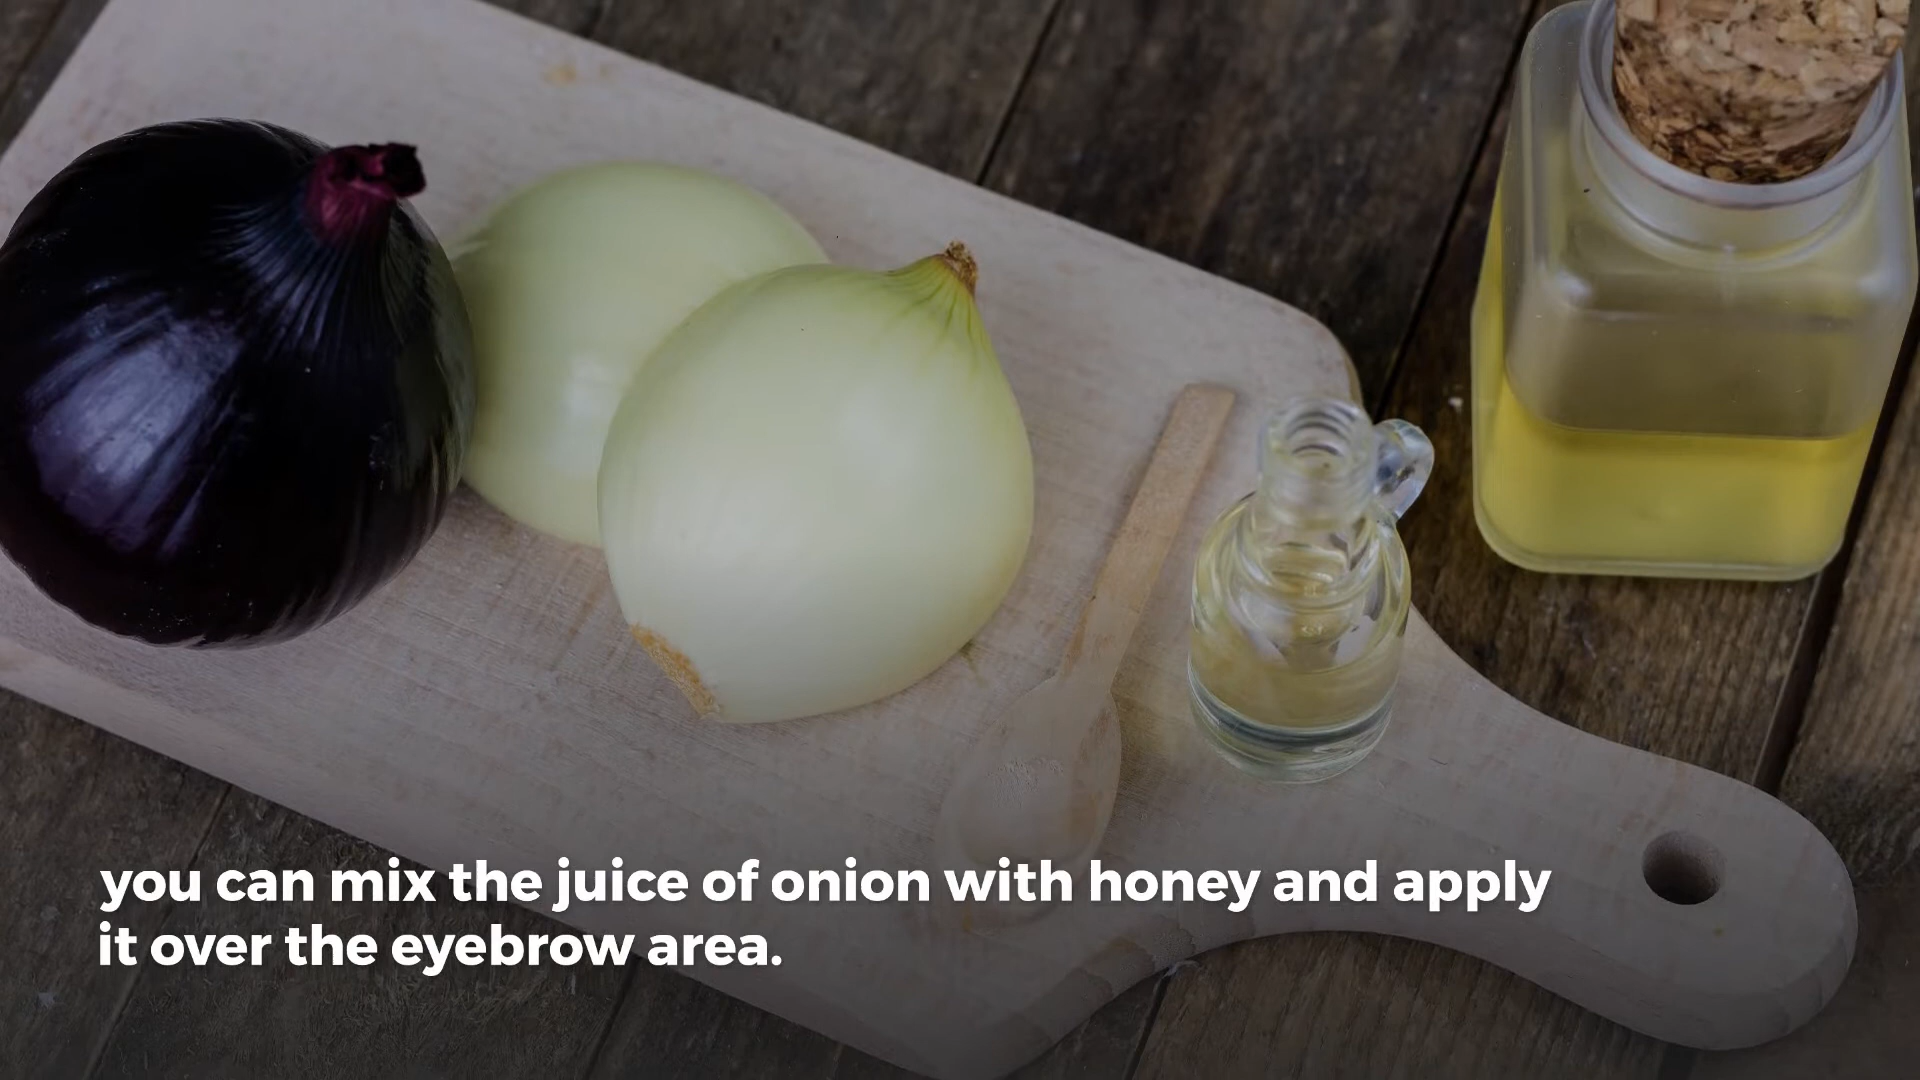 you can mix the juice of onion with honey and apply
it over the eyebrow area.